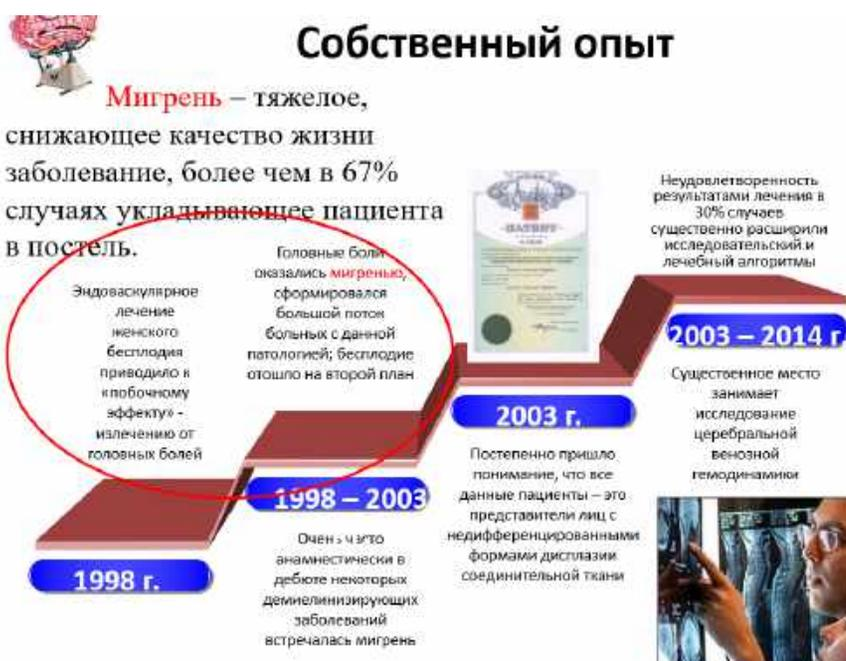 Собственный опыт
Мигрень – тяжелое,
снижающее качество жизни
заболевание, более чем в 67%
случаях укладывающее пациента
в постель.
Эндоваскулярное
лечение
женского
бесплодия
приводило к
«побочному
эффекту» -
излечению от
головных болей
1998 г.
Головные боли
оказались мигренью,
сформировался
большой поток
больных с данной
патологией; бесплодие
отошло на второй план
1998 – 2003
Очень часто
анамнестически в
дебюте некоторых
демиелинизирующих
заболеваний
встречалась мигрень
ПАТЕНТ
2003 г.
Постепенно пришло
понимание, что все
данные пациенты – это
представители лиц с
недифференцированными
формами дисплазии
соединительной ткани
Неудовлетворенность
результатами лечения в
30% случаев
существенно расширили
исследовательский и
лечебный алгоритмы
2003 – 2014 г.
Существенное место
занимает
исследование
церебральной
венозной
гемодинамики